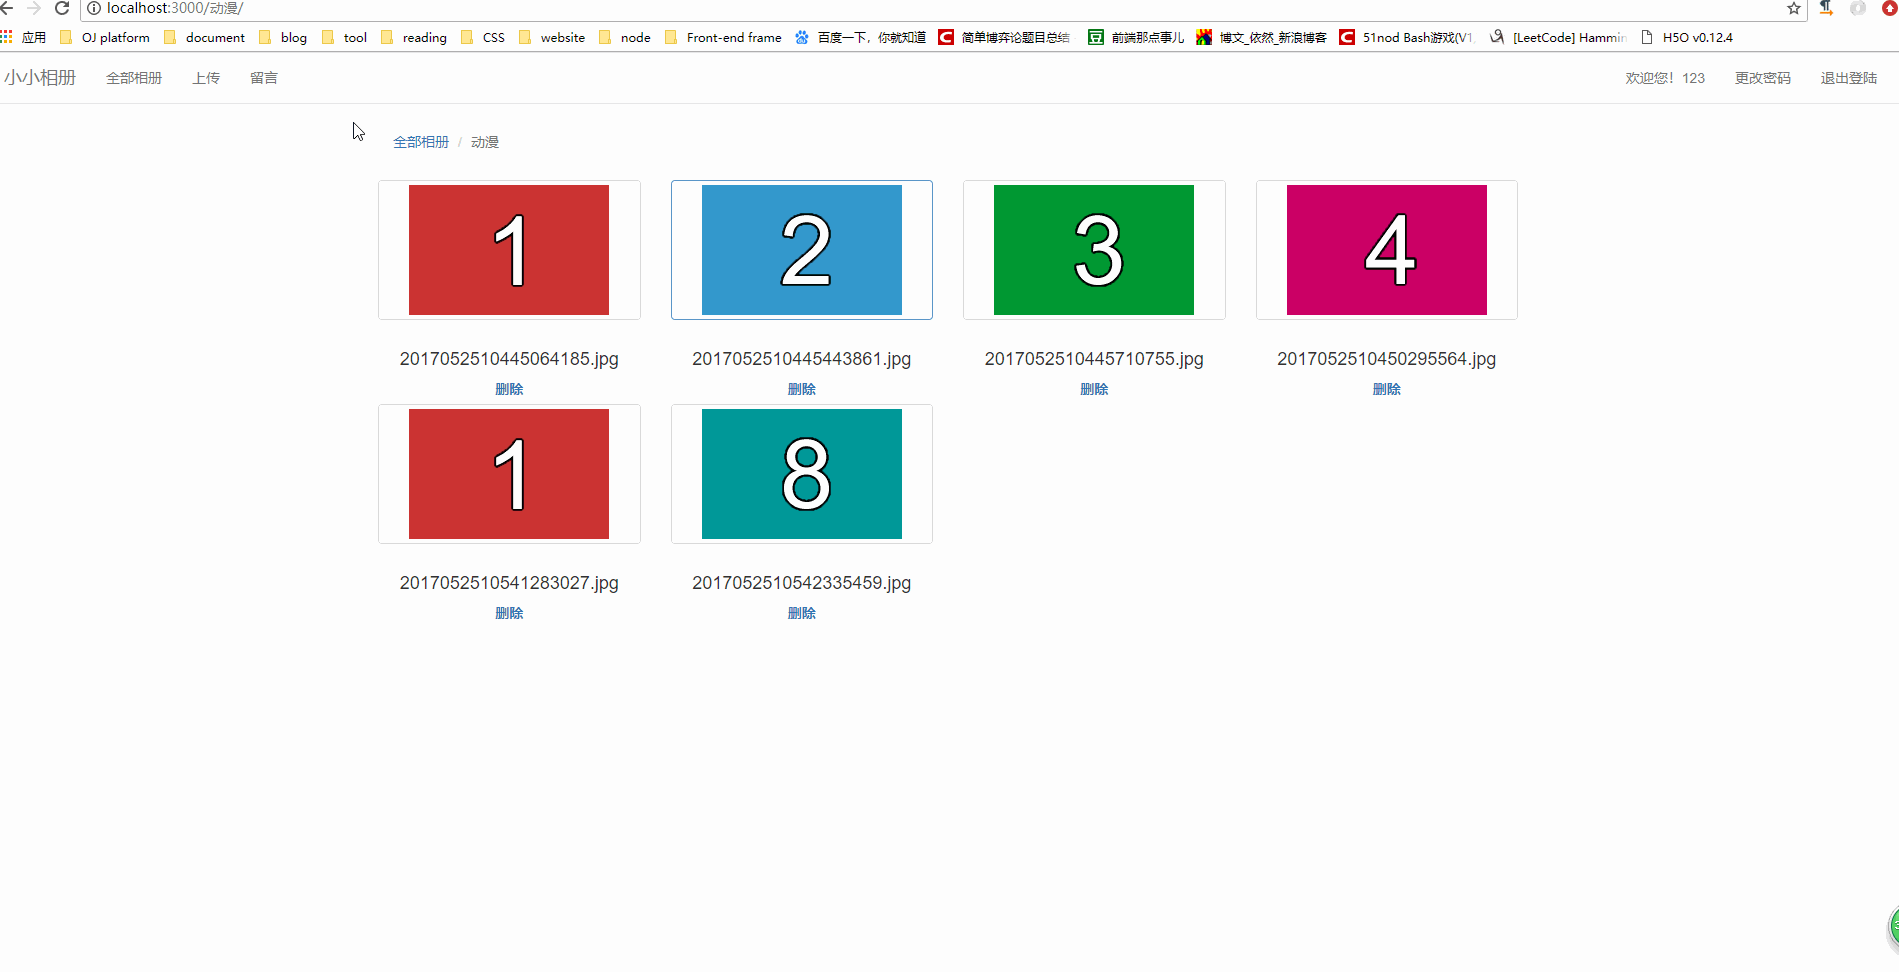 localhost:3000/动漫/
应用 OJ platform document blog tool reading CSS website node Front-end frame 百度一下，你就知道 简单博弈论题目总结 前端那点事儿 博文_依然_新浪博客 51nod Bash游戏(V1 [LeetCode] Hammin H5O v0.12.4
小小相册 全部相册 上传 留言 欢迎您！123 更改密码 退出登陆
全部相册 / 动漫
1 2 3 4
2017052510445064185.jpg 2017052510445443861.jpg 2017052510445710755.jpg 2017052510450295564.jpg
删除 删除 删除 删除
1 8
2017052510541283027.jpg 2017052510542335459.jpg
删除 删除